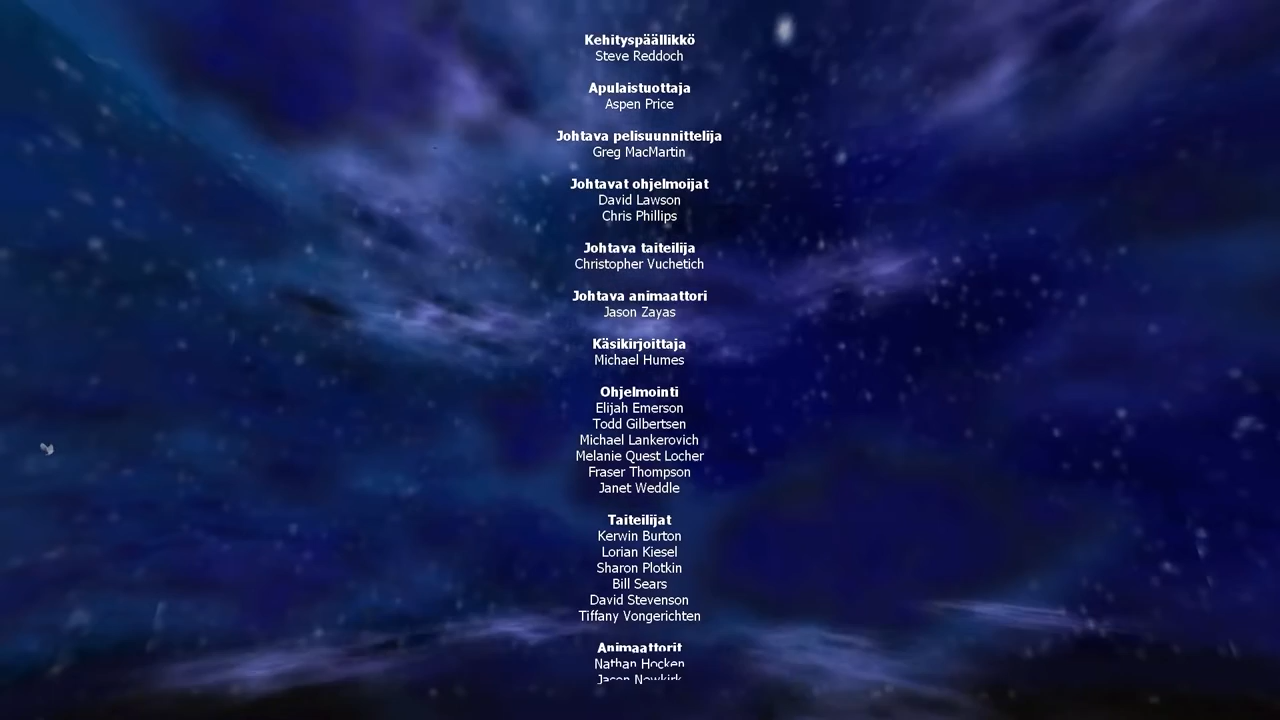 Kehityspäällikkö
Steve Reddoch
Apulaistuottaja
Aspen Price
Johtava pelisuunnittelija
Greg MacMartin
Johtavat ohjelmoijat
David Lawson
Chris Phillips
Johtava taiteilija
Christopher Vuchetich
Johtava animaattori
Jason Zayas
Käsikirjoittaja
Michael Humes
Ohjelmointi
Elijah Emerson
Todd Gilbertsen
Michael Lankerovich
Melanie Quest Locher
Fraser Thompson
Janet Weddle
Taiteilijat
Kerwin Burton
Lorian Kiesel
Sharon Plotkin
Bill Sears
David Stevenson
Tiffany Vongerichten
Animaattorit
Nathan Hocken
Jason Newkirk